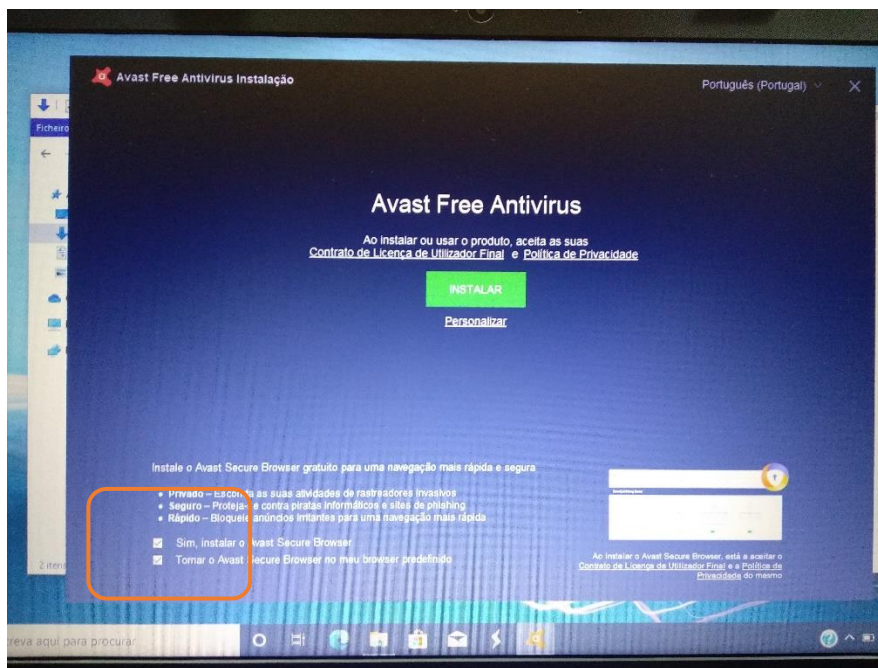 Avast Free Antivirus Instalação
Português (Portugal)
Ficheiro
Avast Free Antivirus
Ao instalar ou usar o produto, aceita as suas
Contrato de Licença de Utilizador Final e Política de Privacidade
INSTALAR
Personalizar
Instale o Avast Secure Browser gratuito para uma navegação mais rápida e segura
• Privado – Esconda as suas atividades de rastreadores invasivos
• Seguro – Proteja-se contra piratas informáticos e sites de phishing
• Rápido – Bloqueie anúncios irritantes para uma navegação mais rápida
Sim, instalar o Avast Secure Browser
Tornar o Avast Secure Browser no meu browser predefinido
Ao instalar o Avast Secure Browser, está a aceitar o
Contrato de Licença de Utilizador Final e a Política de
Privacidade do mesmo
2 itens
creva aqui para procurar